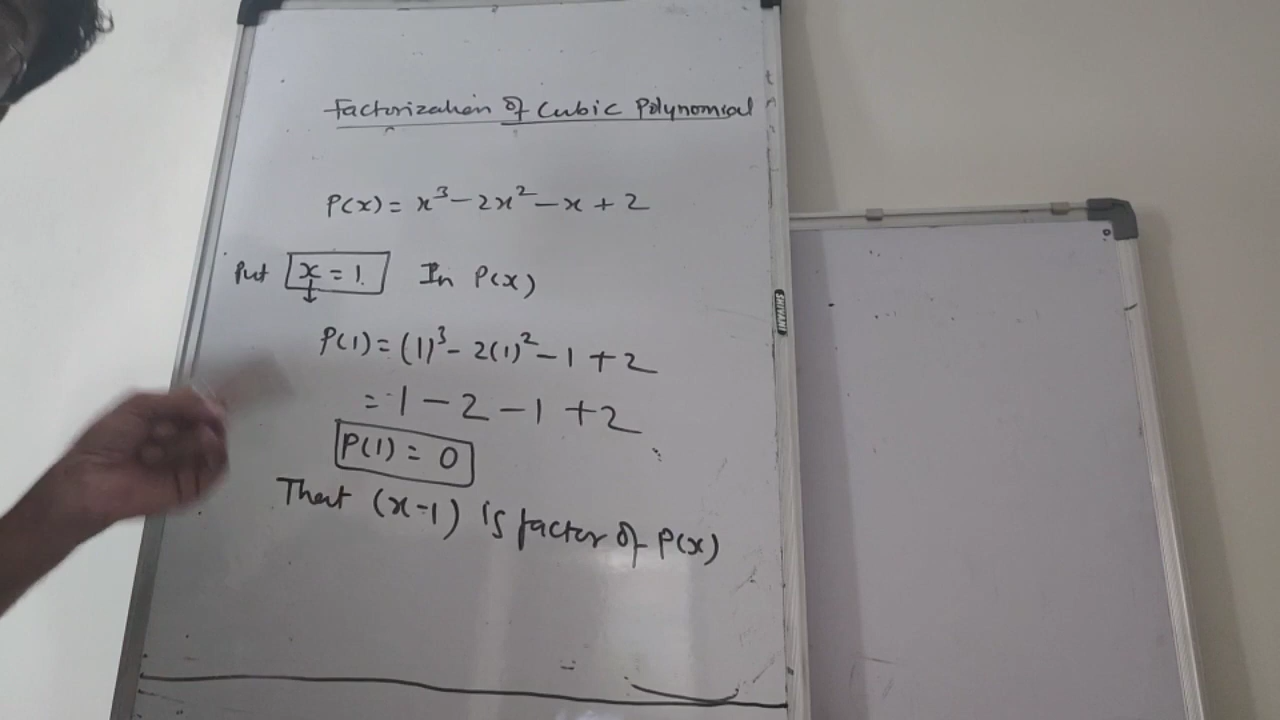 Factorization Of Cubic Polynomial
P(x) = x³ − 2x² − x + 2
Put x = 1 In P(x)
P(1) = (1)³ − 2(1)² − 1 + 2
= 1 − 2 − 1 + 2
P(1) = 0
That (x-1) is factor of P(x)
SHIVANI